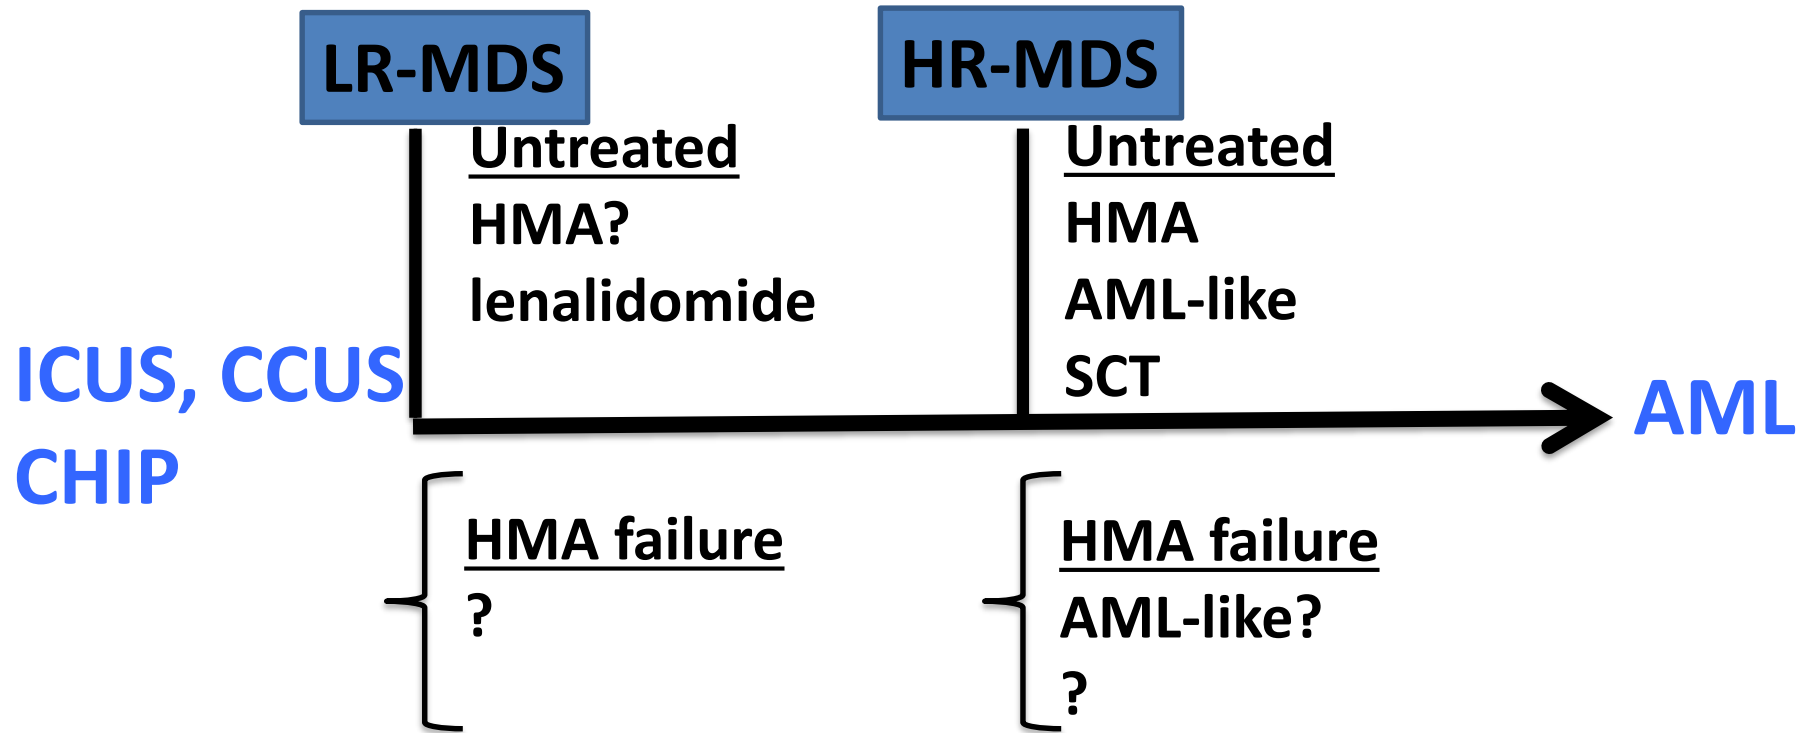 LR-MDS
HR-MDS
Untreated
HMA?
lenalidomide
Untreated
HMA
AML-like
SCT
ICUS, CCUS
CHIP
AML
HMA failure
?
HMA failure
AML-like?
?